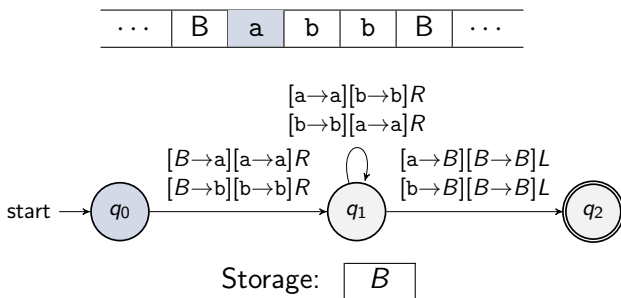 ··· B a b b B ···
[a→a][b→b]R
[b→b][a→a]R
[B→a][a→a]R [a→B][B→B]L
[B→b][b→b]R [b→B][B→B]L
start q₀ q₁ q₂
Storage: B